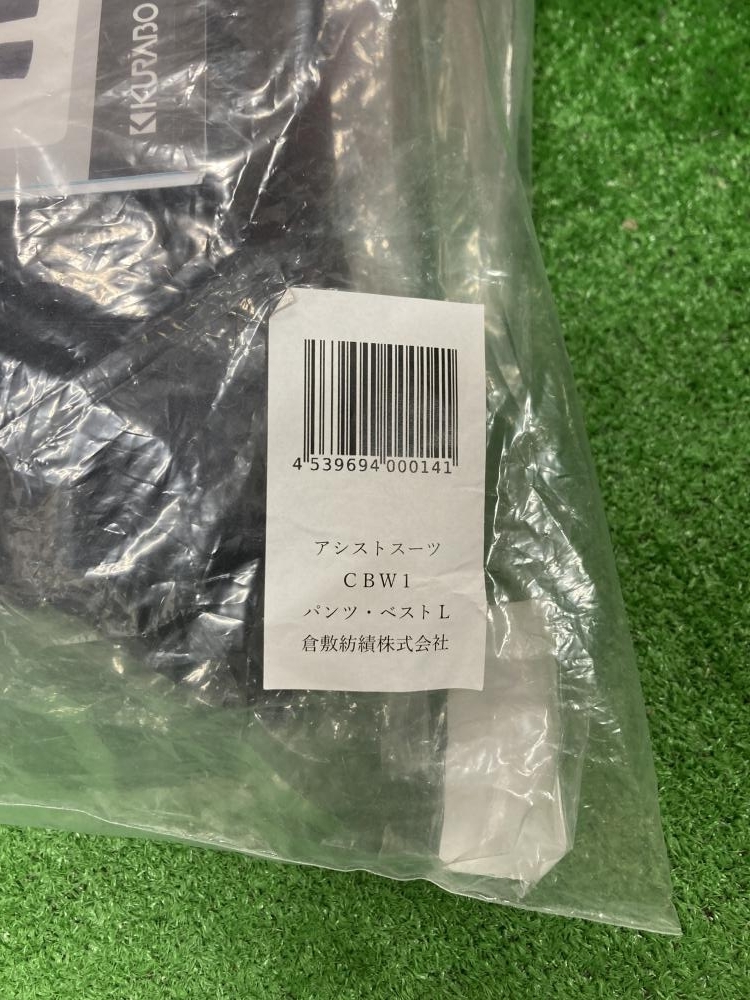 KURABO
4 539694 000141
アシストスーツ
CBW1
パンツ・ベストL
倉敷紡績株式会社